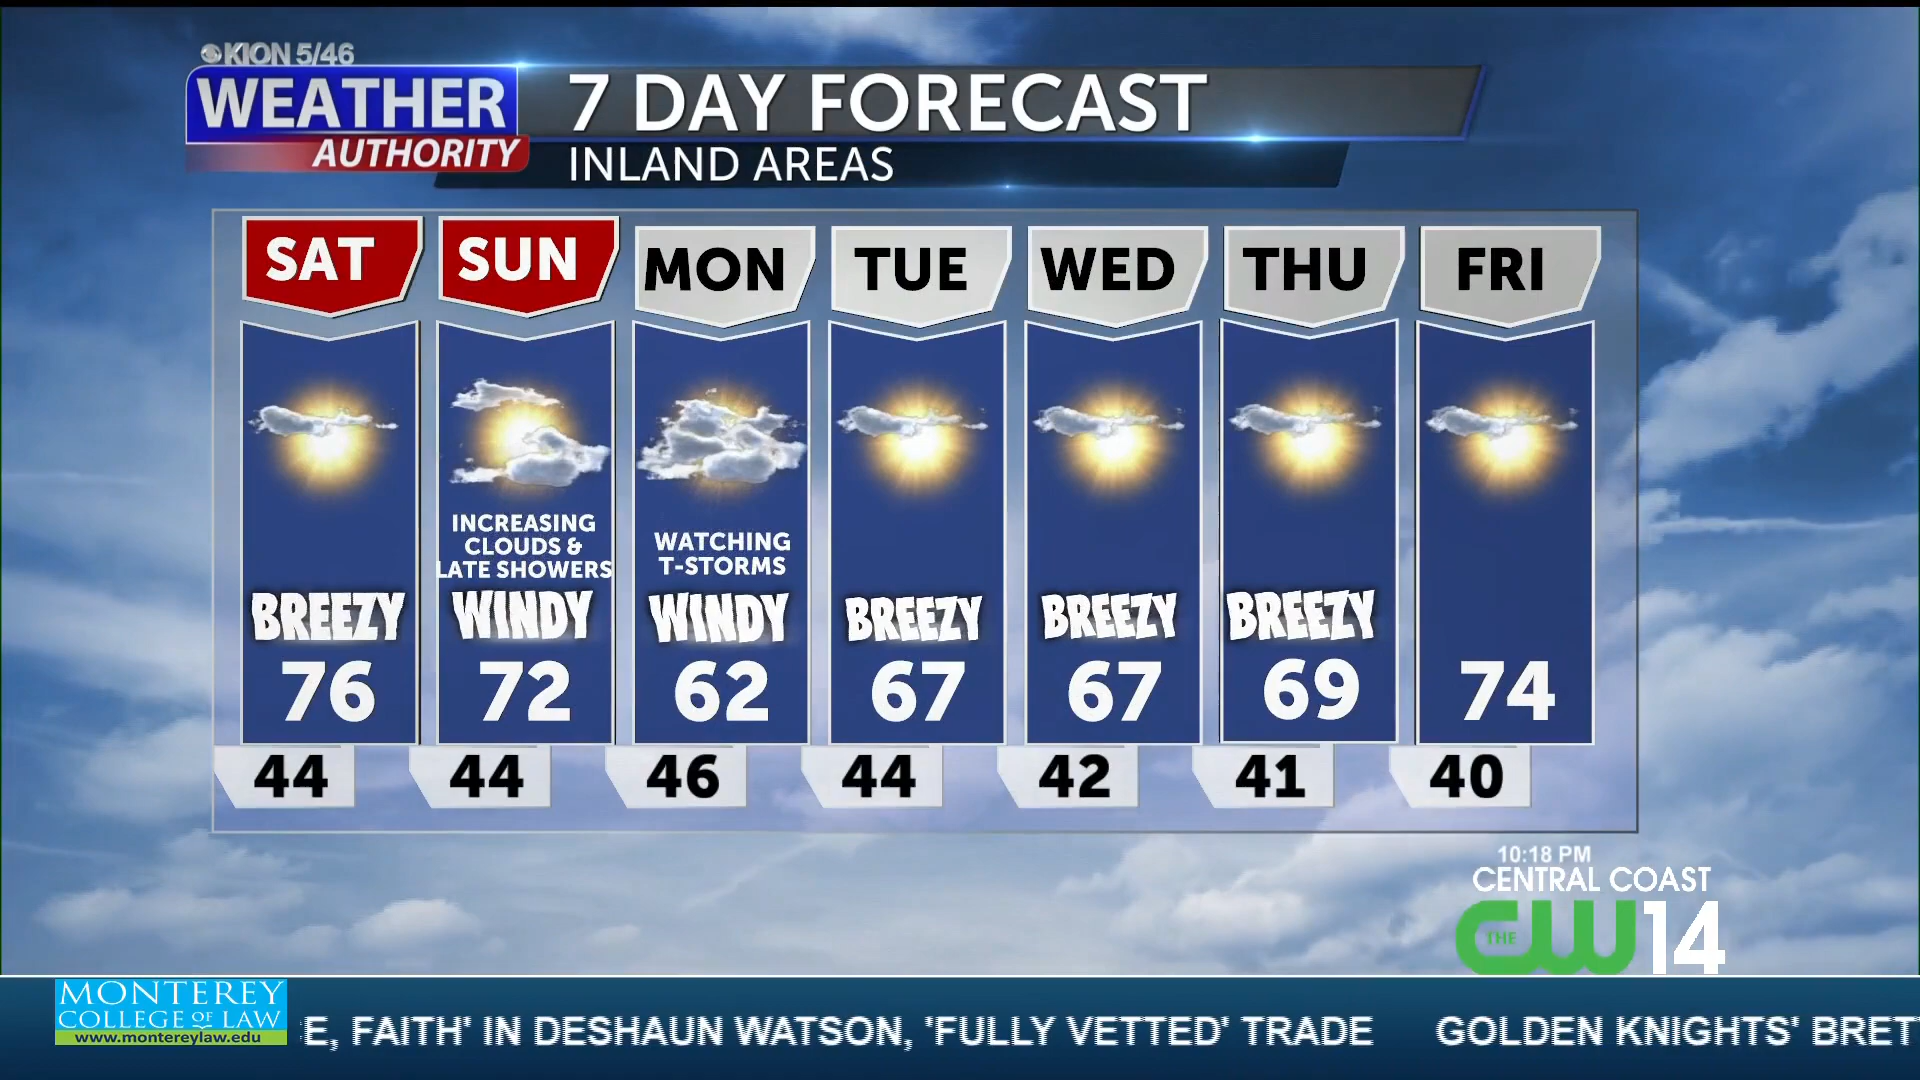 KION 5/46
WEATHER
AUTHORITY
7 DAY FORECAST
INLAND AREAS
SAT
SUN
MON
TUE
WED
THU
FRI
INCREASING
CLOUDS &
LATE SHOWERS
WATCHING
T-STORMS
BREEZY
WINDY
WINDY
BREEZY
BREEZY
BREEZY
76
72
62
67
67
69
74
44
44
46
44
42
41
40
10:18 PM
CENTRAL COAST
THE CW 14
MONTEREY
COLLEGE OF LAW
www.montereylaw.edu
E, FAITH' IN DESHAUN WATSON, 'FULLY VETTED' TRADE GOLDEN KNIGHTS' BRET